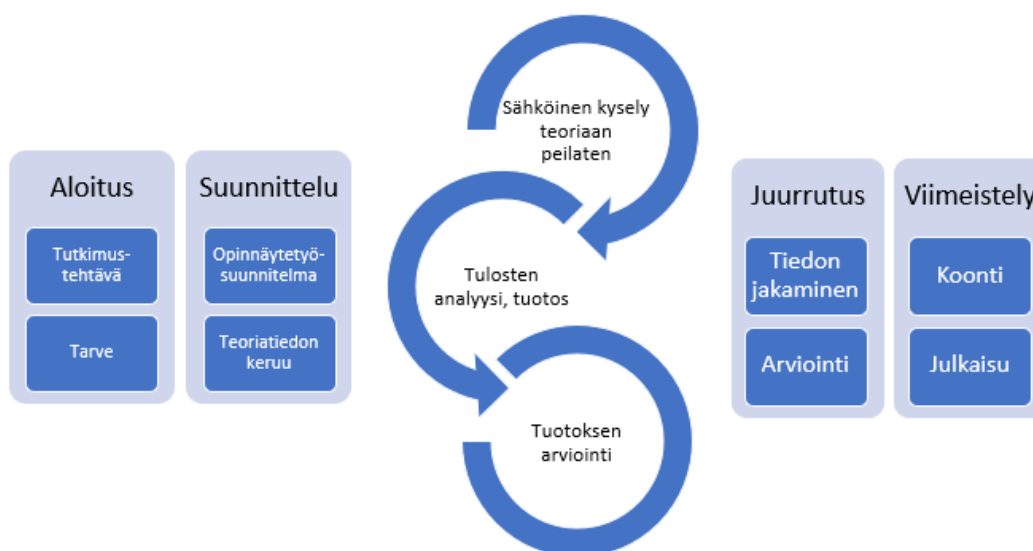 Aloitus
Tutkimus-
tehtävä
Tarve
Suunnittelu
Opinnäytetyö-
suunnitelma
Teoriatiedon
keruu
Sähköinen kysely
teoriaan
peilaten
Tulosten
analyysi, tuotos
Tuotoksen
arviointi
Juurrutus
Tiedon
jakaminen
Arviointi
Viimeistely
Koonti
Julkaisu